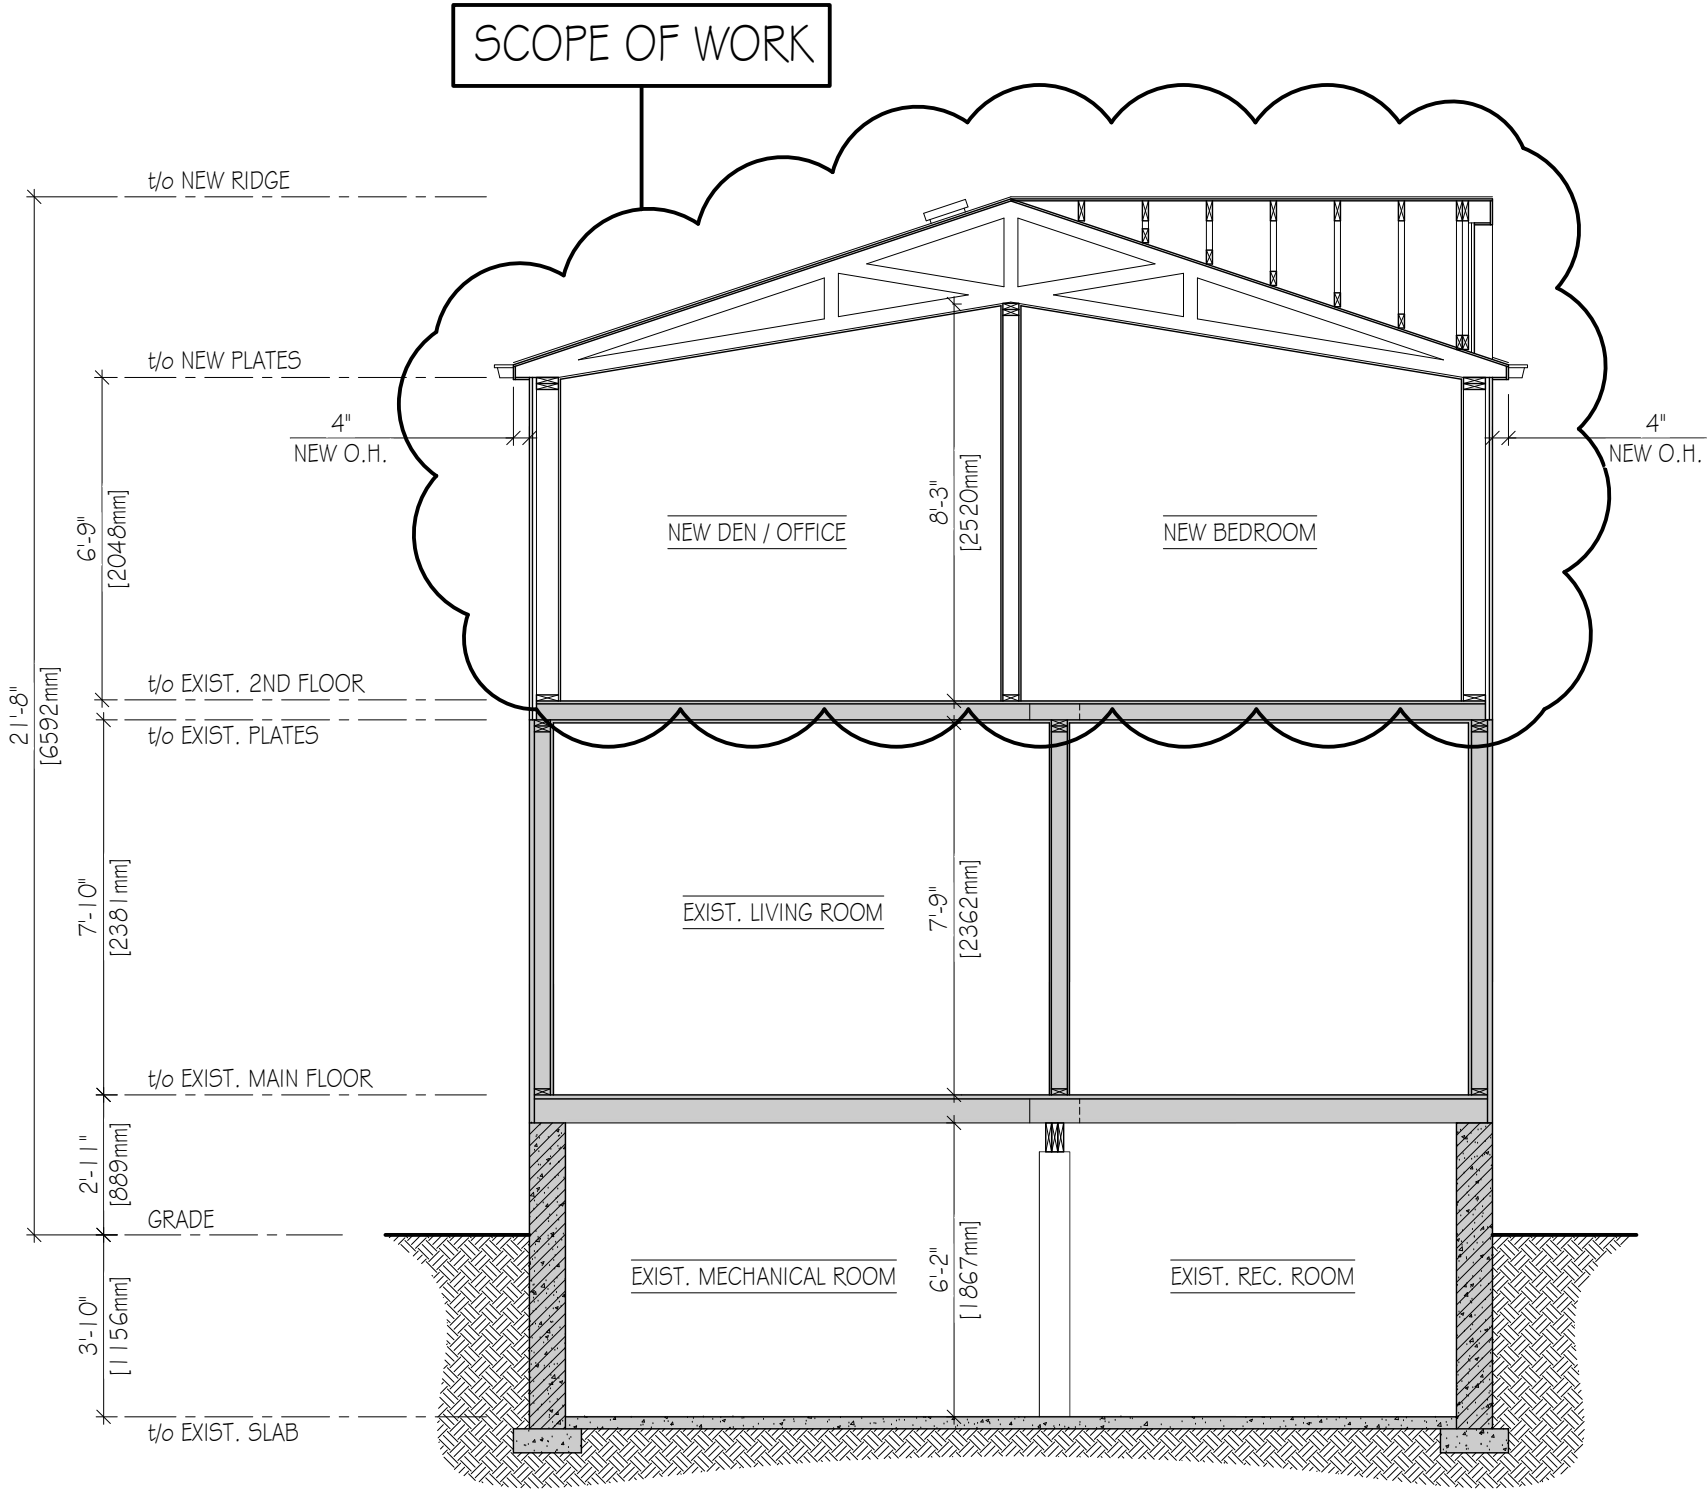 SCOPE OF WORK
t/o NEW RIDGE
t/o NEW PLATES
4"
NEW O.H.
4"
NEW O.H.
6'-9"
[2048mm]
8'-3"
[2520mm]
NEW DEN / OFFICE
NEW BEDROOM
t/o EXIST. 2ND FLOOR
t/o EXIST. PLATES
21'-8"
[6592mm]
7'-10"
[2381mm]
EXIST. LIVING ROOM
7'-9"
[2362mm]
t/o EXIST. MAIN FLOOR
2'-11"
[889mm]
GRADE
EXIST. MECHANICAL ROOM
6'-2"
[1867mm]
EXIST. REC. ROOM
3'-10"
[1156mm]
t/o EXIST. SLAB